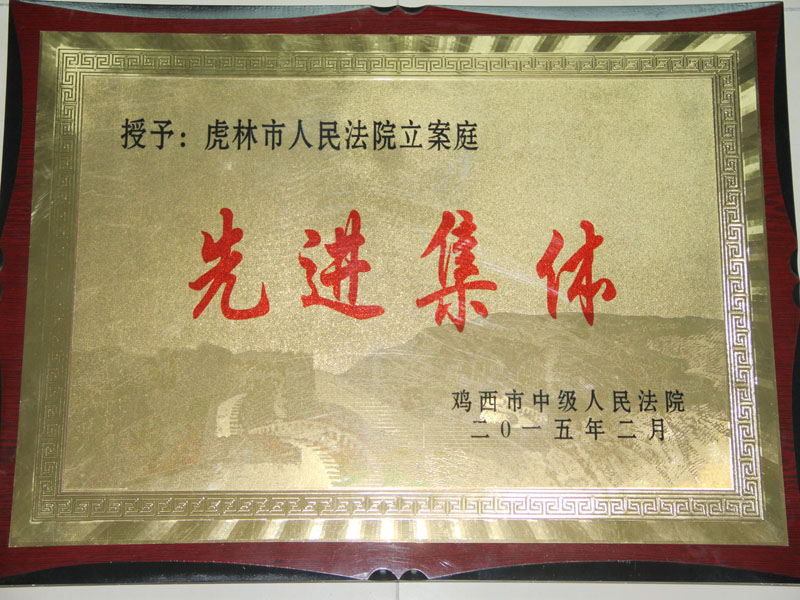 授予：虎林市人民法院立案庭
先进集体
鸡西市中级人民法院
二0一五年二月